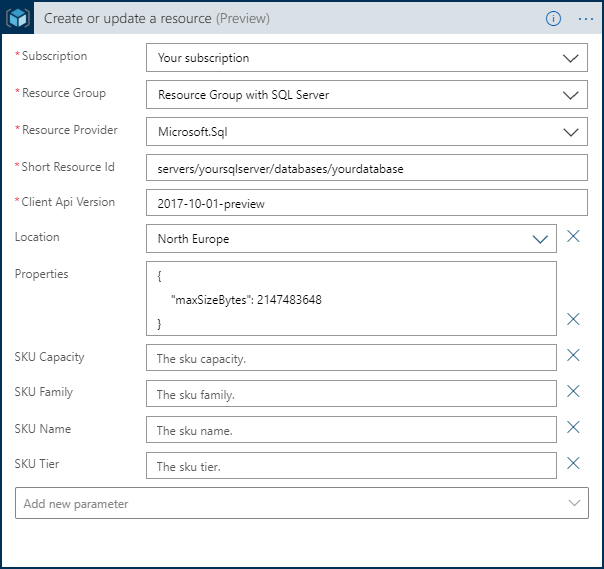 Create or update a resource (Preview)
* Subscription Your subscription
* Resource Group Resource Group with SQL Server
* Resource Provider Microsoft.Sql
* Short Resource Id servers/yoursqlserver/databases/yourdatabase
* Client Api Version 2017-10-01-preview
Location North Europe
Properties {
"maxSizeBytes": 2147483648
}
SKU Capacity The sku capacity.
SKU Family The sku family.
SKU Name The sku name.
SKU Tier The sku tier.
Add new parameter